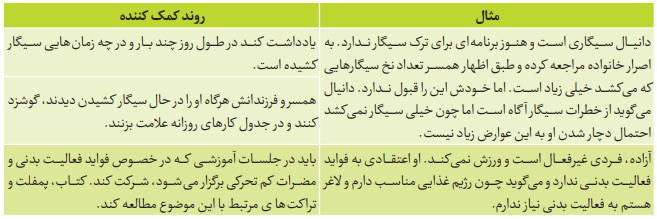 مثال
روند کمک کننده
دانیال سیگاری است و هنوز برنامه ای برای ترک سیگار ندارد. به
اصرار خانواده مراجعه کرده و طبق اظهار همسر تعداد نخ سیگارهایی
که می‌کشد خیلی زیاد است. اما خودش این را قبول ندارد. دانیال
می‌گوید از خطرات سیگار آگاه است اما چون خیلی سیگار نمی‌کشد
احتمال دچار شدن او به این عوارض زیاد نیست.
یادداشت کند در طول روز چند بار و در چه زمان‌هایی سیگار
کشیده است.
همسر و فرزندانش هرگاه او را در حال سیگار کشیدن دیدند، گوشزد
کنند و در جدول کارهای روزانه علامت بزنند.
آزاده، فردی غیرفعال است و ورزش نمی‌کند. او اعتقادی به فواید
فعالیت بدنی ندارد و می‌گوید چون رژیم غذایی مناسب دارم و لاغر
هستم به فعالیت بدنی نیاز ندارم.
باید در جلسات آموزشی که در خصوص فواید فعالیت بدنی و
مضرات کم تحرکی برگزار می‌شود، شرکت کند. کتاب، پمفلت و
تراکت‌ های مرتبط با این موضوع مطالعه کند.